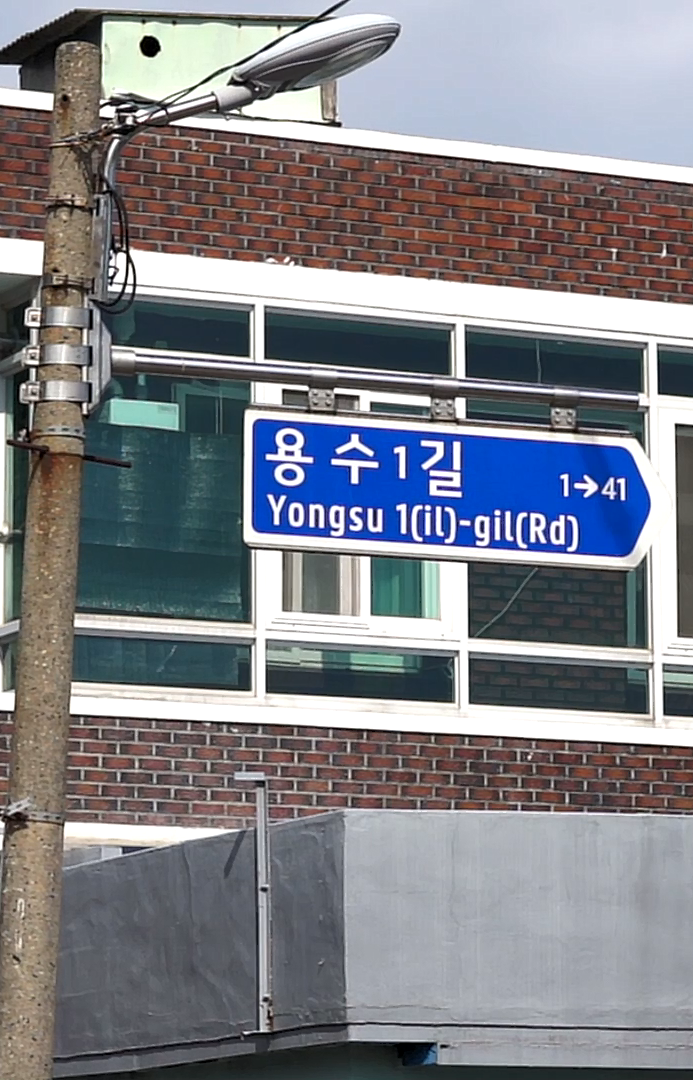 용수1길
1→41
Yongsu 1(il)-gil(Rd)